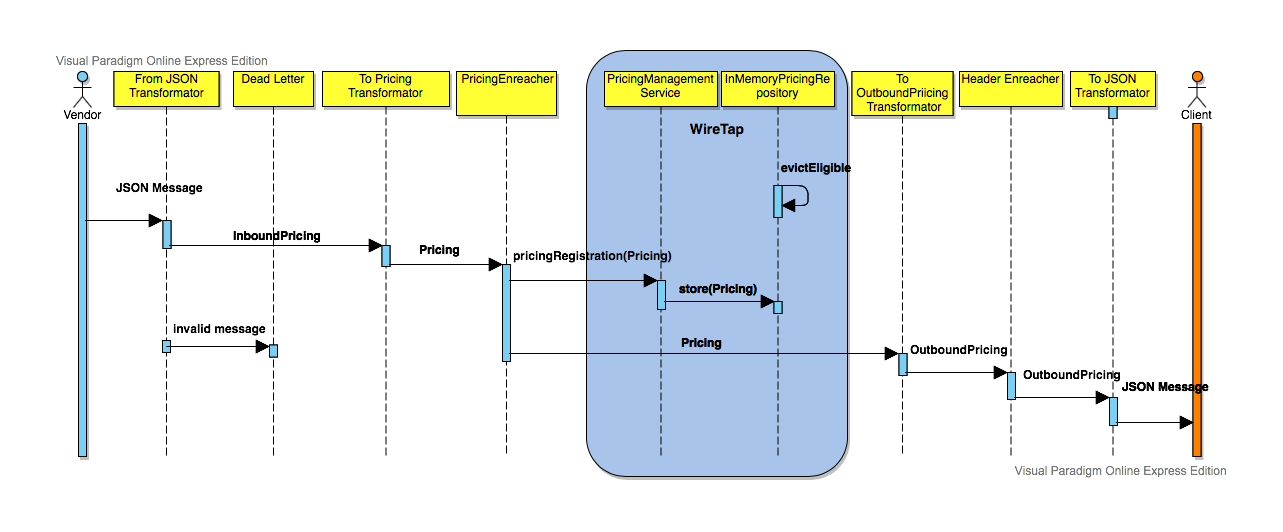 Visual Paradigm Online Express Edition
Vendor
From JSON
Transformator
Dead Letter
To Pricing
Transformator
PricingEnreacher
PricingManagement
Service
InMemoryPricingRe
pository
To
OutboundPriicing
Transformator
Header Enreacher
To JSON
Transformator
Client
WireTap
evictEligible
JSON Message
InboundPricing
Pricing
pricingRegistration(Pricing)
store(Pricing)
invalid message
Pricing
OutboundPricing
OutboundPricing
JSON Message
Visual Paradigm Online Express Edition